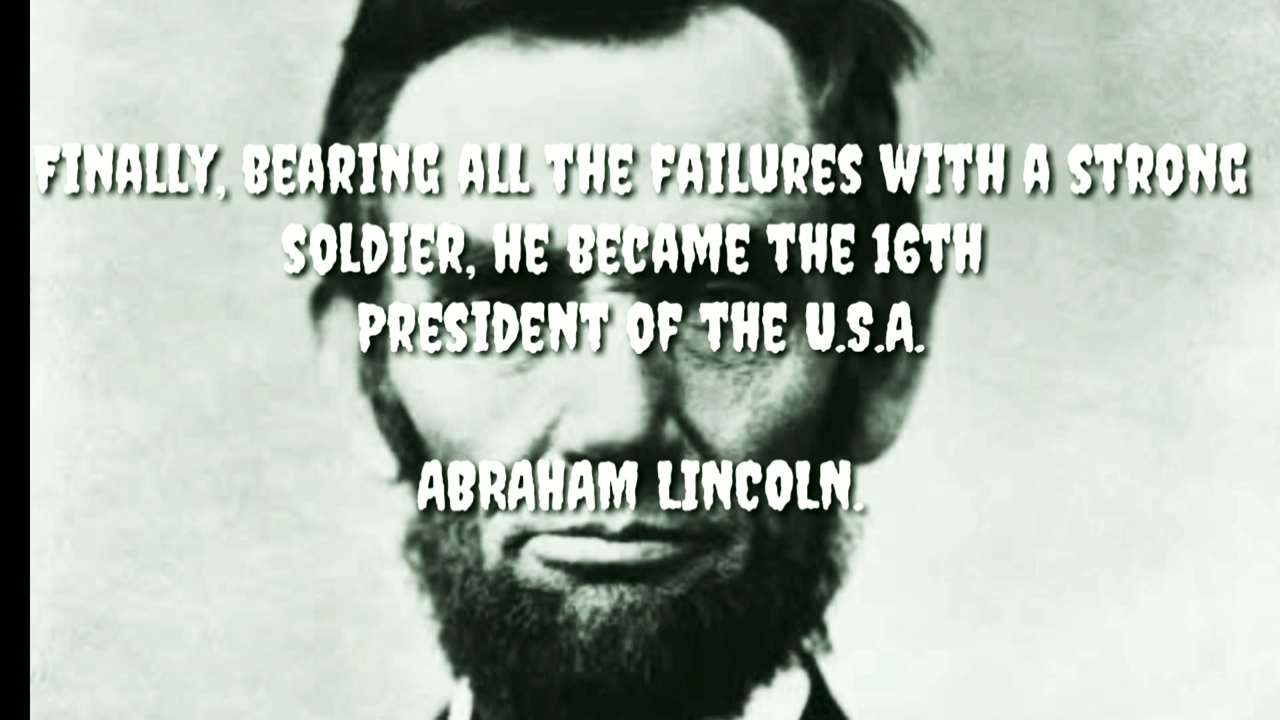 FINALLY, BEARING ALL THE FAILURES WITH A STRONG
SOLDIER, HE BECAME THE 16TH
PRESIDENT OF THE U.S.A.
ABRAHAM LINCOLN.